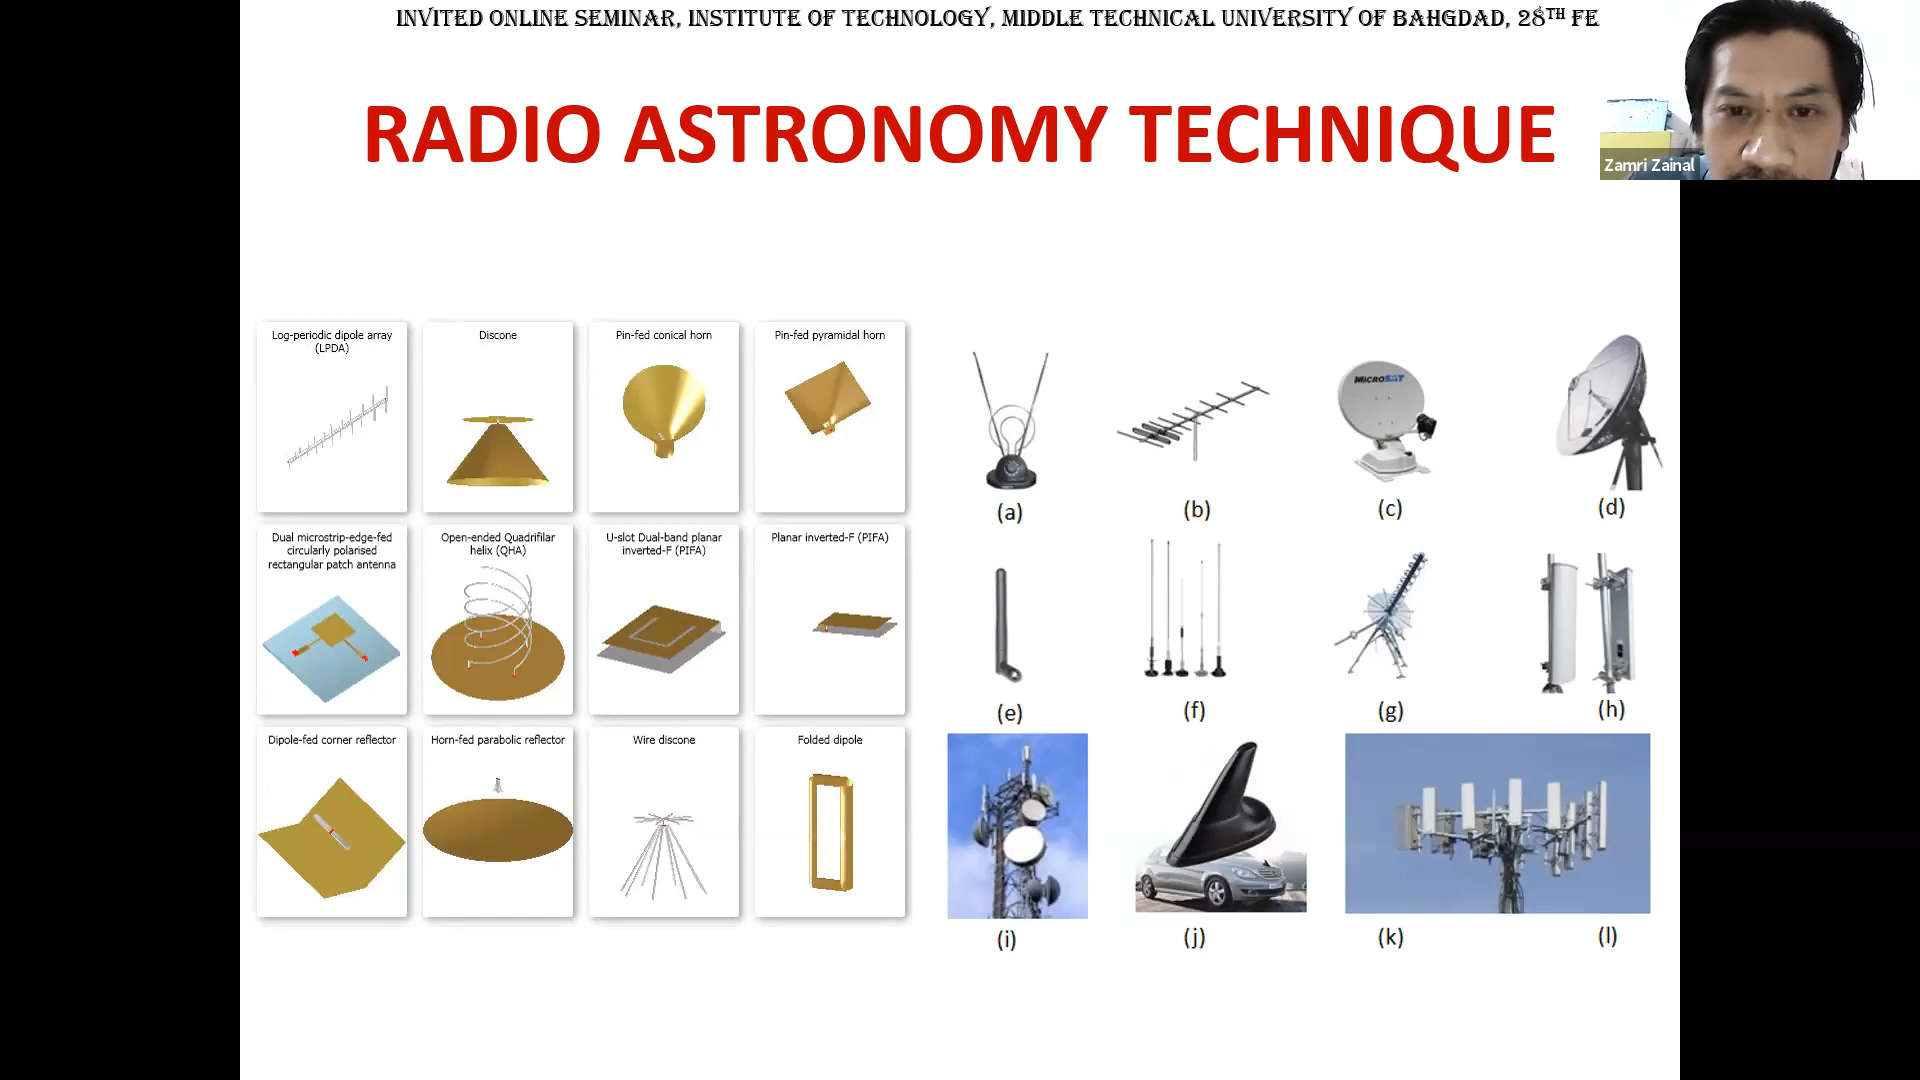 INVITED ONLINE SEMINAR, INSTITUTE OF TECHNOLOGY, MIDDLE TECHNICAL UNIVERSITY OF BAHGDAD, 28TH FE
RADIO ASTRONOMY TECHNIQUE
Zamri Zainal
Log-periodic dipole array
(LPDA)
Discone
Pin-fed conical horn
Pin-fed pyramidal horn
MICROSAT
(a)
(b)
(c)
(d)
Dual microstrip-edge-fed
circularly polarised
rectangular patch antenna
Open-ended Quadrifilar
helix (QHA)
U-slot Dual-band planar
inverted-F (PIFA)
Planar inverted-F (PIFA)
(e)
(f)
(g)
(h)
Dipole-fed corner reflector
Horn-fed parabolic reflector
Wire discone
Folded dipole
(i)
(j)
(k)
(l)